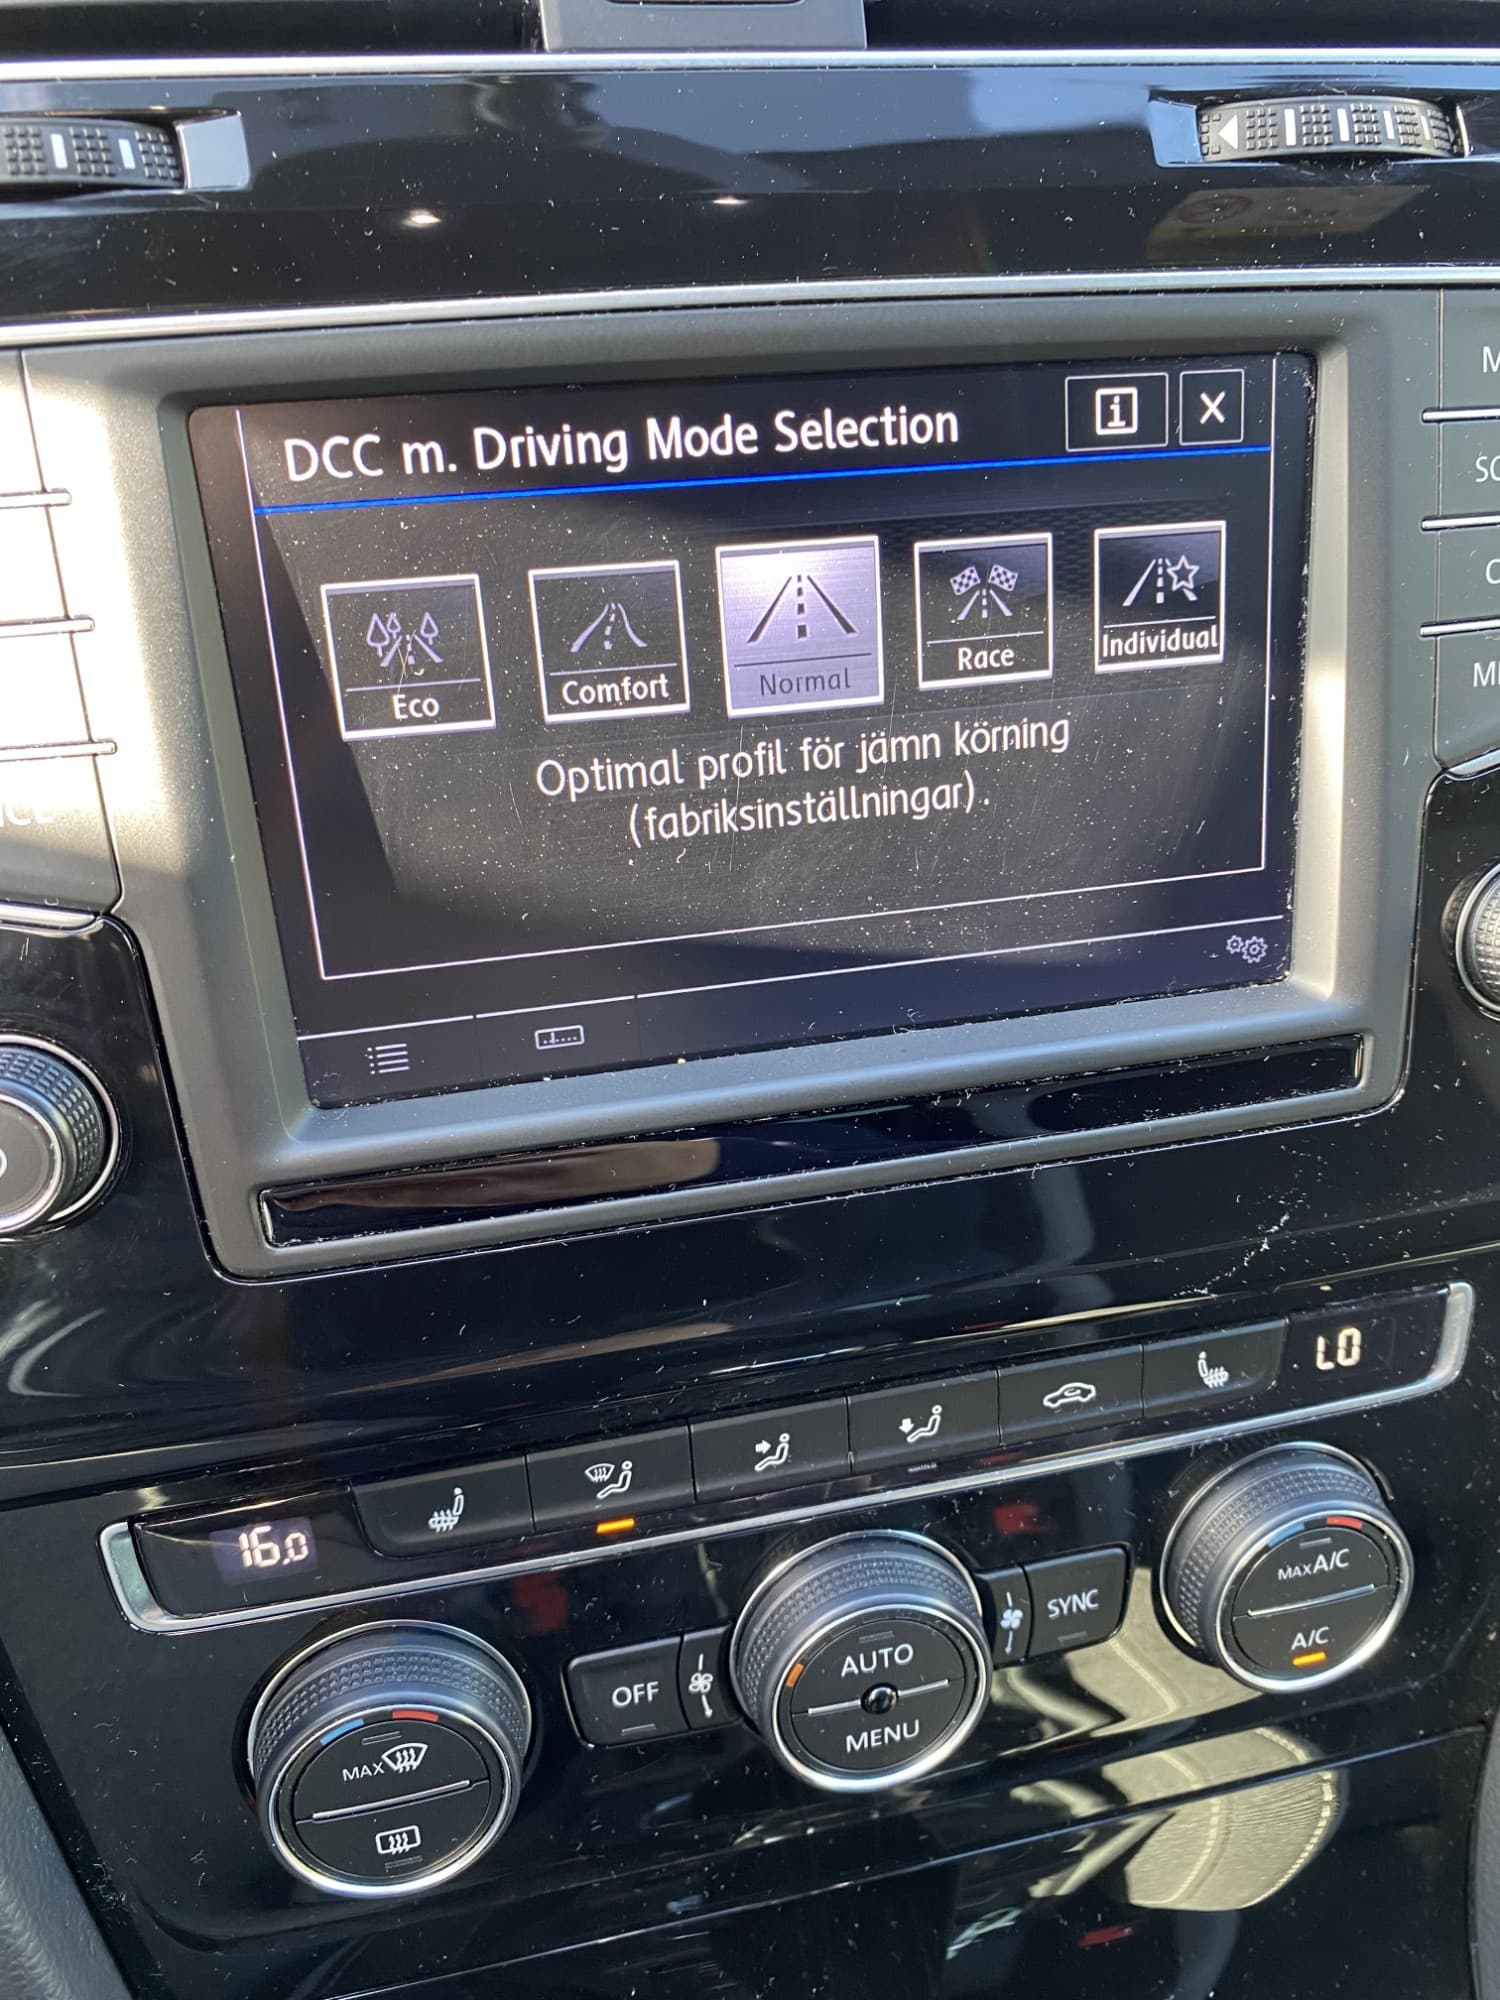 DCC m. Driving Mode Selection
i X
Eco Comfort Normal Race Individual
Optimal profil för jämn körning
(fabriksinställningar).
LO
16.0
MAX A/C
SYNC
A/C
AUTO
OFF
MENU
MAX